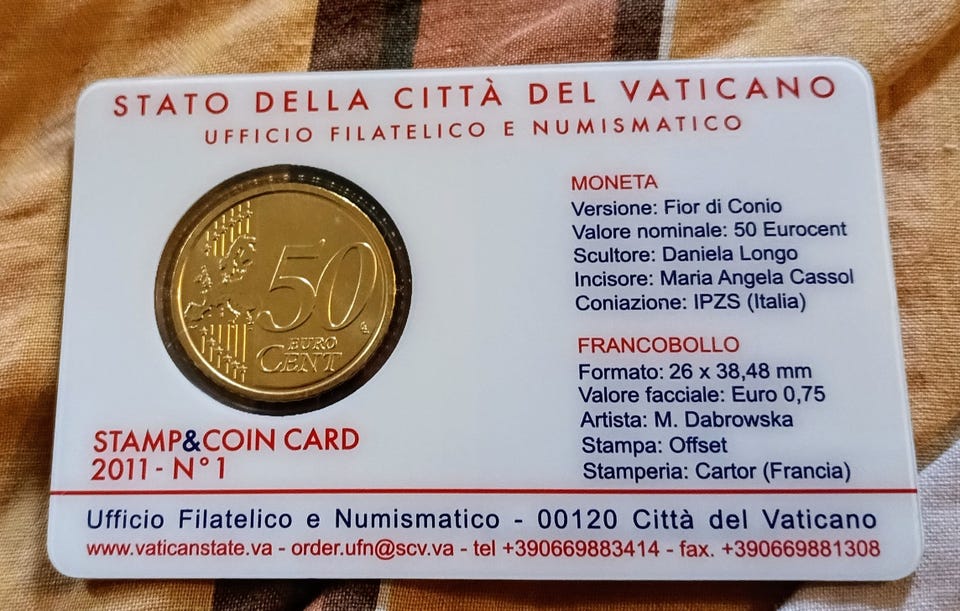 STATO DELLA CITTÀ DEL VATICANO
UFFICIO FILATELICO E NUMISMATICO
50
EURO
CENT
MONETA
Versione: Fior di Conio
Valore nominale: 50 Eurocent
Scultore: Daniela Longo
Incisore: Maria Angela Cassol
Coniazione: IPZS (Italia)
FRANCOBOLLO
Formato: 26 x 38,48 mm
Valore facciale: Euro 0,75
Artista: M. Dabrowska
Stampa: Offset
Stamperia: Cartor (Francia)
STAMP&COIN CARD
2011 - N° 1
Ufficio Filatelico e Numismatico - 00120 Città del Vaticano
www.vaticanstate.va - order.ufn@scv.va - tel +390669883414 - fax. +390669881308